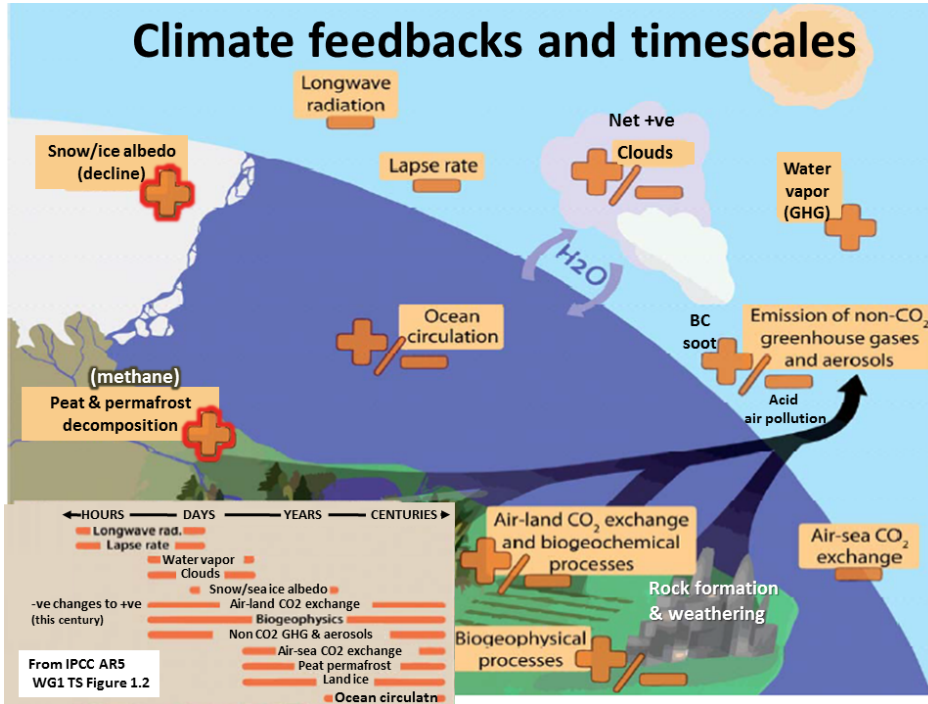 Climate feedbacks and timescales
Longwave
radiation
Net +ve
Clouds
Snow/ice albedo
(decline)
Lapse rate
Water
vapor
(GHG)
H2O
Ocean
circulation
BC
soot
Emission of non-CO₂
greenhouse gases
and aerosols
Acid
air pollution
(methane)
Peat & permafrost
decomposition
HOURS DAYS YEARS CENTURIES
Longwave rad.
Lapse rate
Water vapor
Clouds
Snow/sea ice albedo
-ve changes to +ve
(this century)
Air-land CO2 exchange
Biogeophysics
Non CO2 GHG & aerosols
Air-sea CO2 exchange
Peat permafrost
Land ice
Ocean circulatn
From IPCC AR5
WG1 TS Figure 1.2
Air-land CO₂ exchange
and biogeochemical
processes
Air-sea CO₂
exchange
Rock formation
& weathering
Biogeophysical
processes